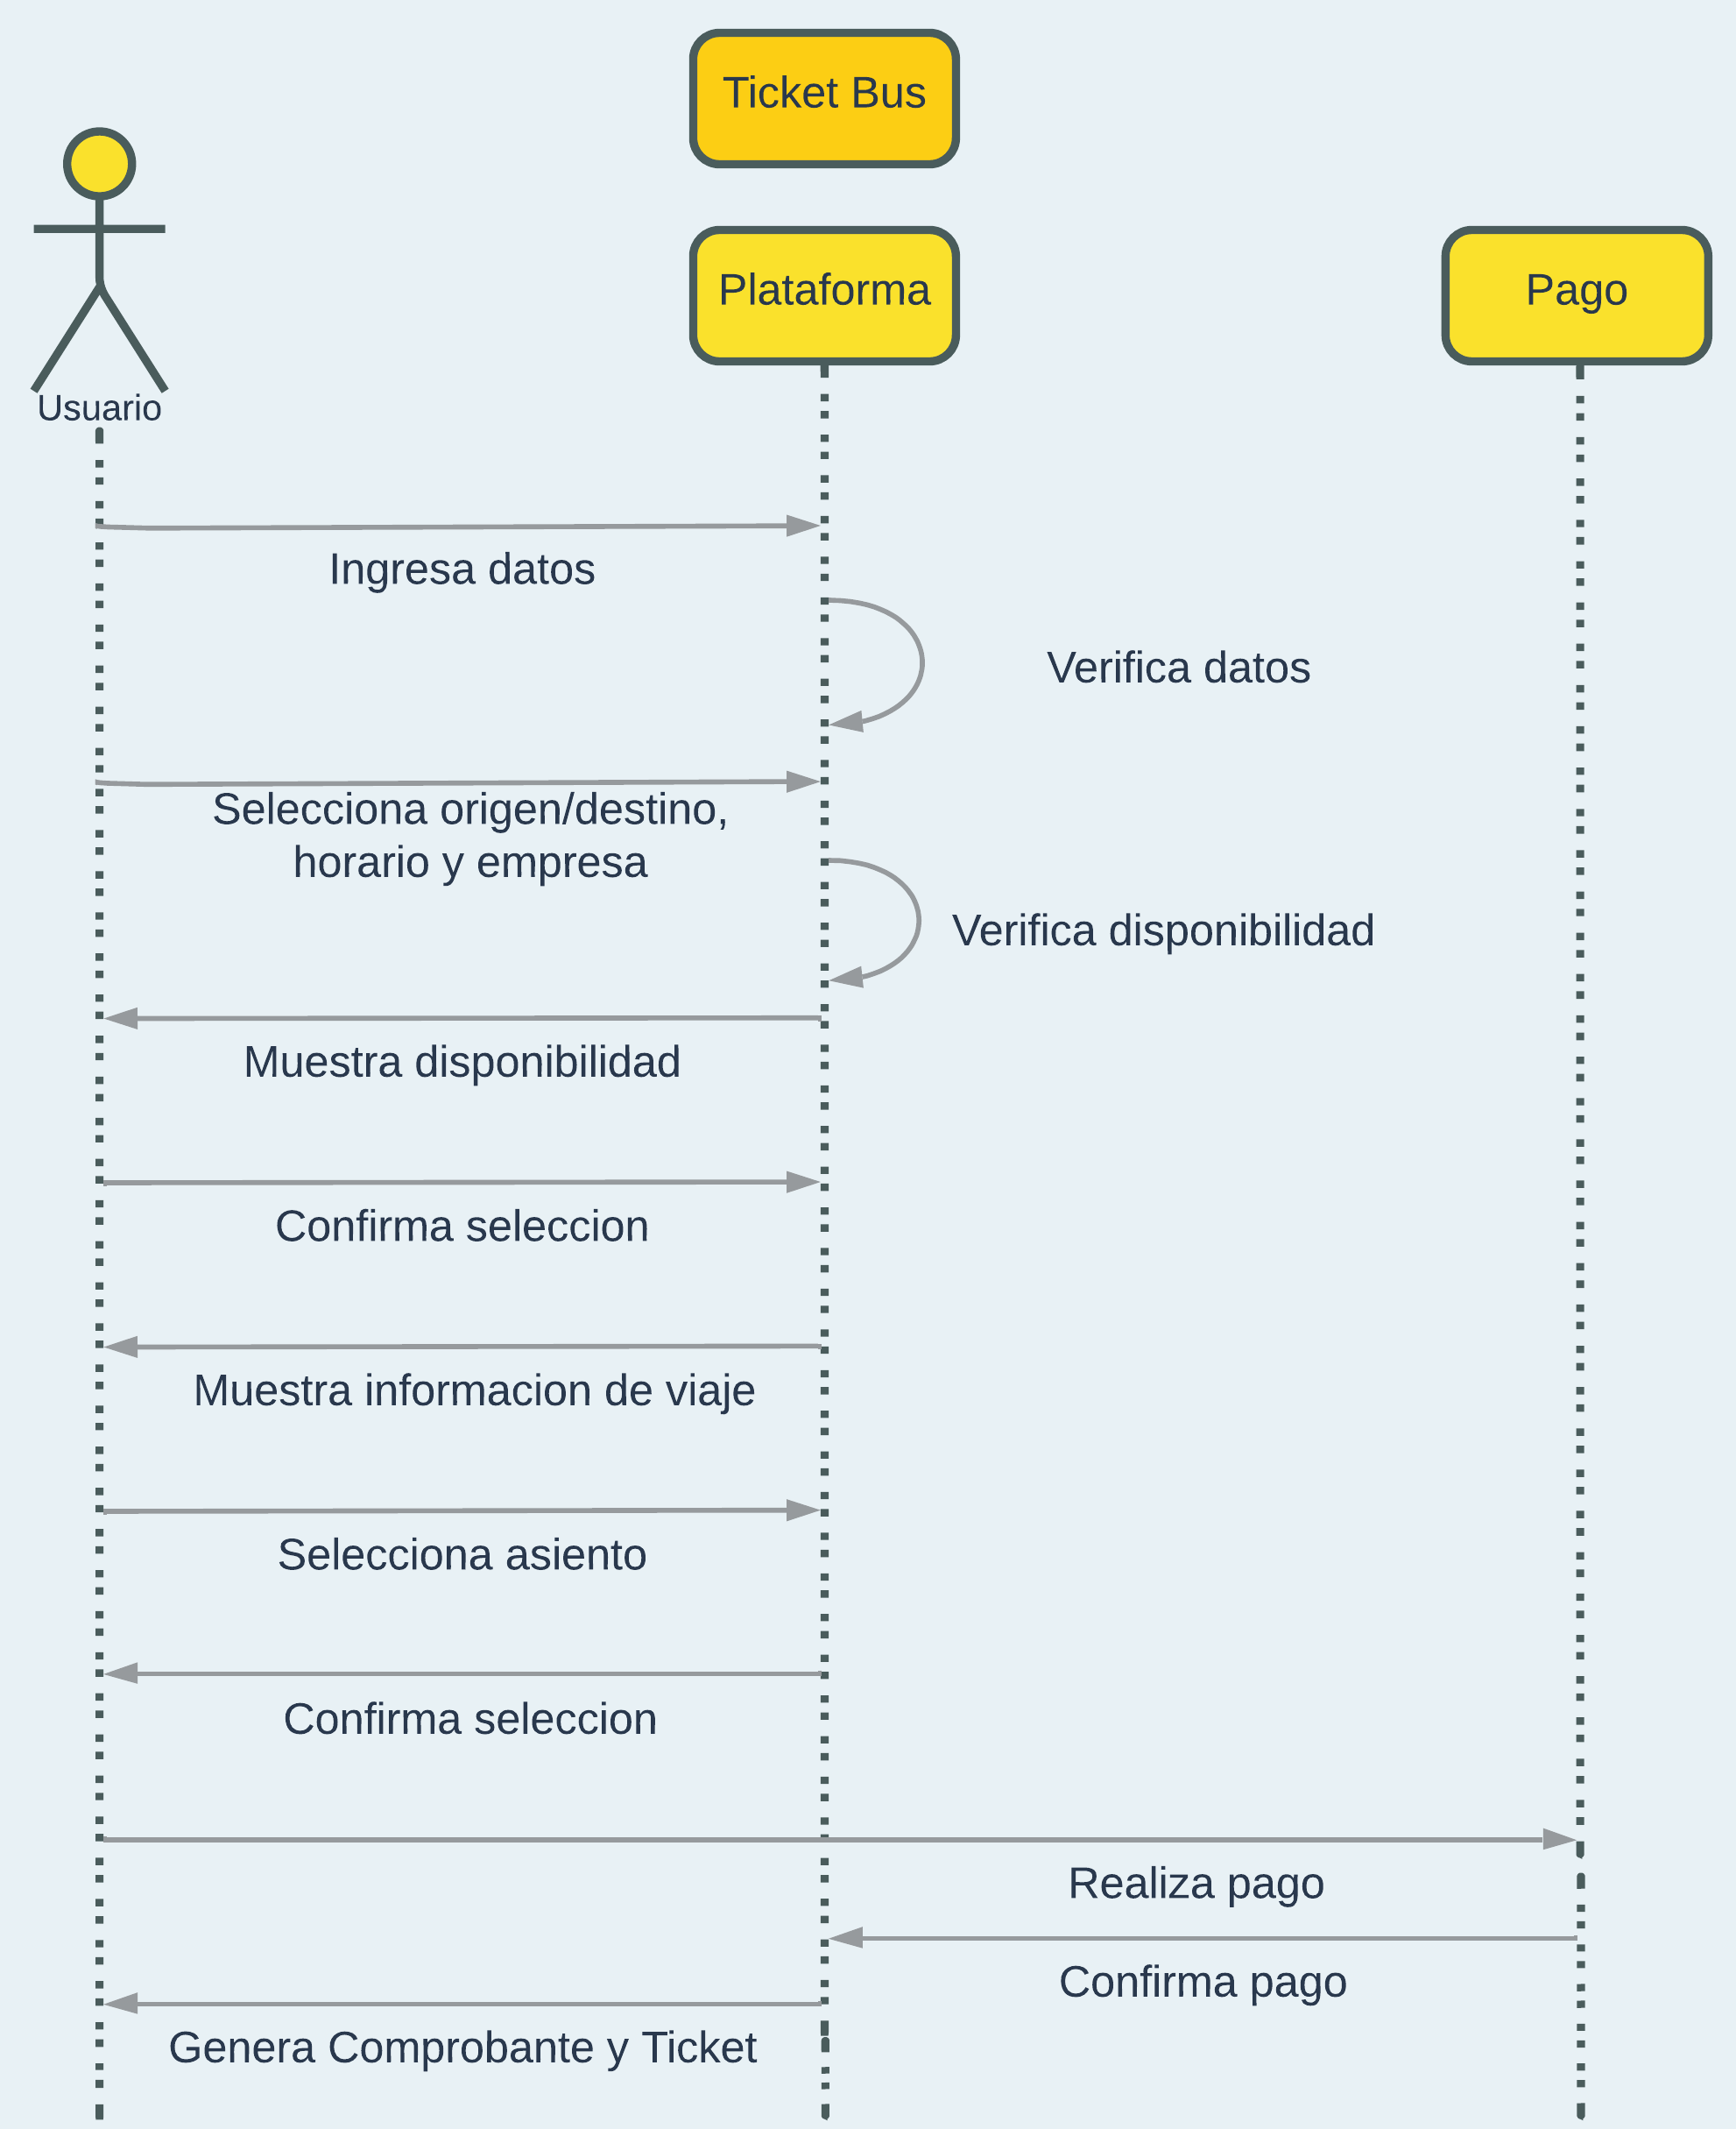 Ticket Bus
Plataforma
Pago
Usuario
Ingresa datos
Verifica datos
Selecciona origen/destino,
horario y empresa
Verifica disponibilidad
Muestra disponibilidad
Confirma seleccion
Muestra informacion de viaje
Selecciona asiento
Confirma seleccion
Realiza pago
Confirma pago
Genera Comprobante y Ticket